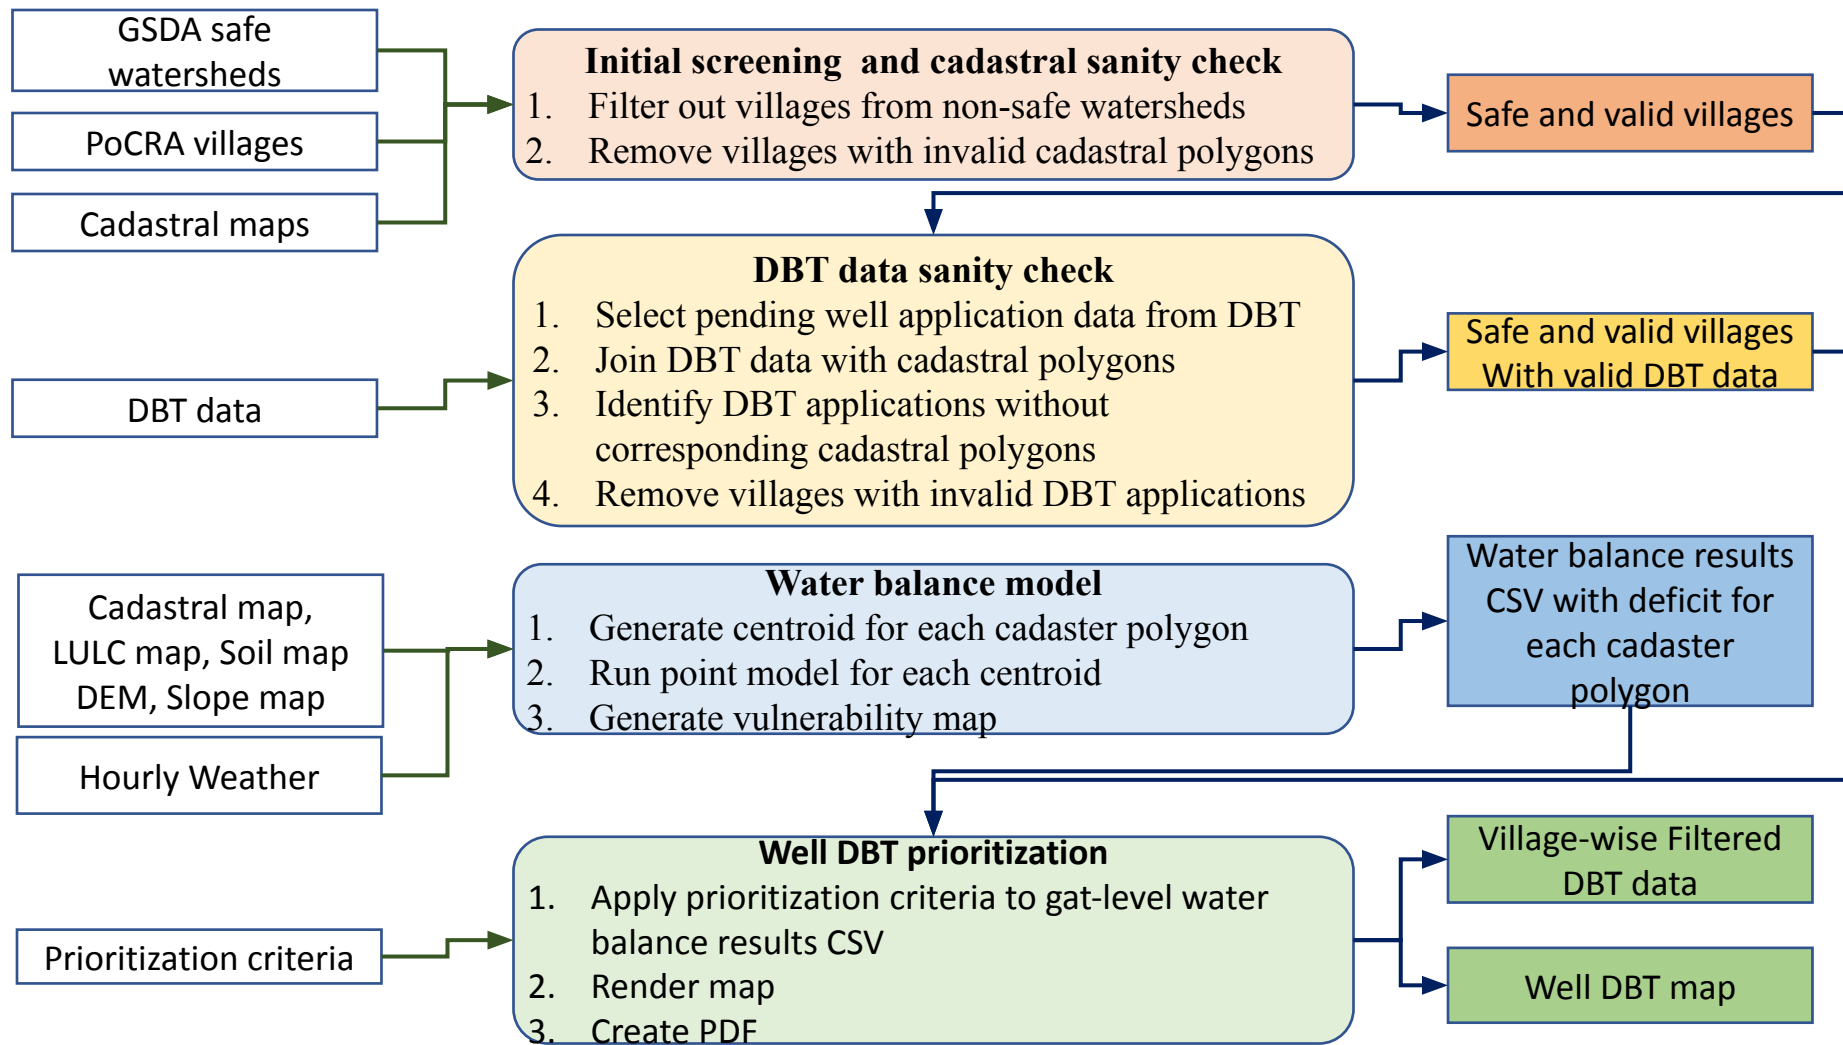 GSDA safe
watersheds
PoCRA villages
Cadastral maps
Initial screening and cadastral sanity check
1. Filter out villages from non-safe watersheds
2. Remove villages with invalid cadastral polygons
Safe and valid villages
DBT data
DBT data sanity check
1. Select pending well application data from DBT
2. Join DBT data with cadastral polygons
3. Identify DBT applications without
corresponding cadastral polygons
4. Remove villages with invalid DBT applications
Safe and valid villages
With valid DBT data
Cadastral map,
LULC map, Soil map
DEM, Slope map
Hourly Weather
Water balance model
1. Generate centroid for each cadaster polygon
2. Run point model for each centroid
3. Generate vulnerability map
Water balance results
CSV with deficit for
each cadaster
polygon
Prioritization criteria
Well DBT prioritization
1. Apply prioritization criteria to gat-level water
balance results CSV
2. Render map
3. Create PDF
Village-wise Filtered
DBT data
Well DBT map